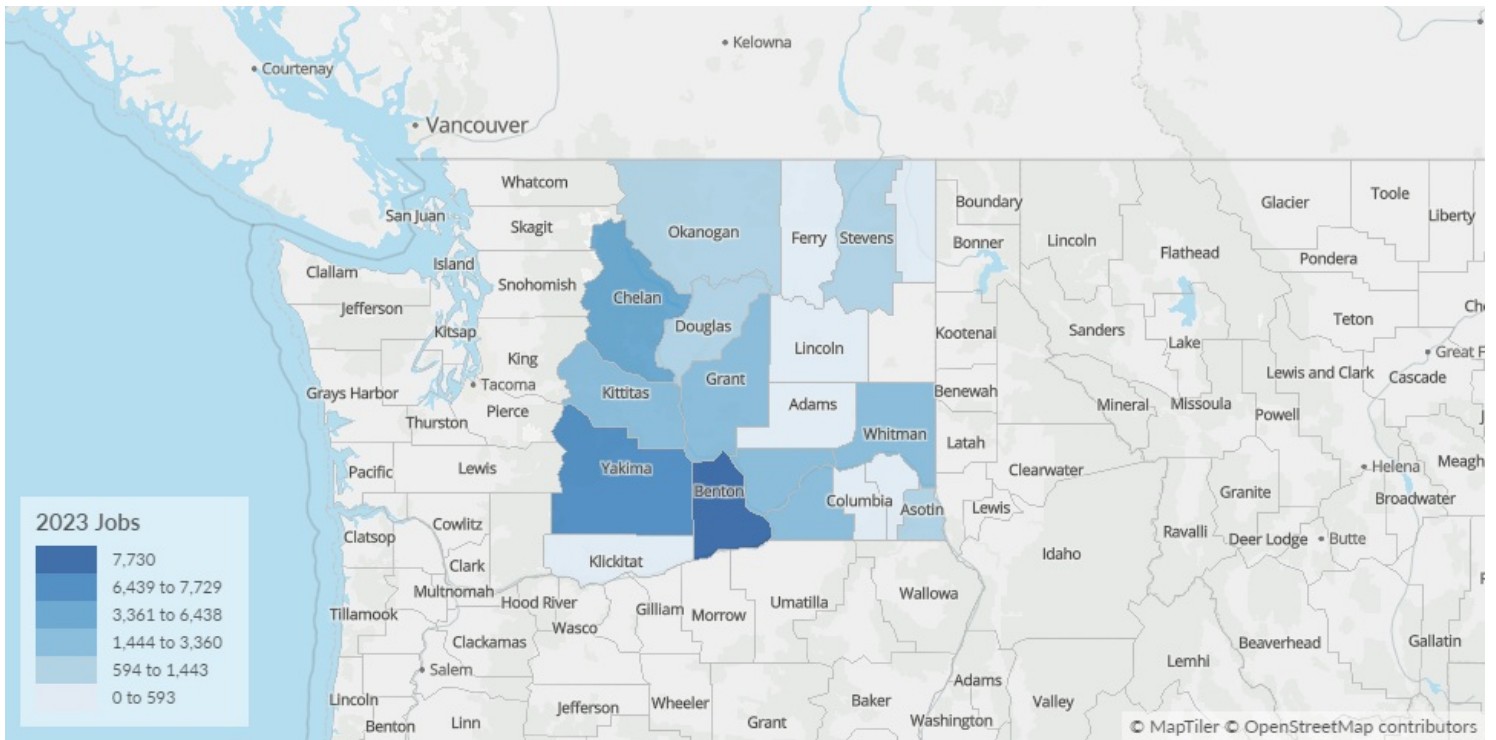 Kelowna
Courtenay
Vancouver
Whatcom
San Juan
Skagit
Island
Clallam
Snohomish
Jefferson
Kitsap
King
Tacoma
Grays Harbor
Pierce
Thurston
Pacific
Lewis
Cowlitz
Clatsop
Clark
Multnomah
Tillamook
Clackamas
Salem
Lincoln
Benton
Linn
Okanogan
Ferry
Stevens
Chelan
Douglas
Lincoln
Grant
Kittitas
Adams
Whitman
Yakima
Benton
Columbia
Asotin
Klickitat
Hood River
Wasco
Gilliam
Morrow
Umatilla
Wallowa
Jefferson
Wheeler
Grant
Baker
Adams
Washington
Valley
Boundary
Bonner
Kootenai
Benewah
Latah
Lewis
Clearwater
Idaho
Lemhi
Lincoln
Flathead
Sanders
Lake
Mineral
Missoula
Ravalli
Granite
Powell
Deer Lodge
Butte
Beaverhead
Glacier
Toole
Liberty
Pondera
Teton
Cho
Great F
Lewis and Clark
Cascade
J
Helena
Meagh
Broadwater
Gallatin
2023 Jobs
7,730
6,439 to 7,729
3,361 to 6,438
1,444 to 3,360
594 to 1,443
0 to 593
© MapTiler © OpenStreetMap contributors